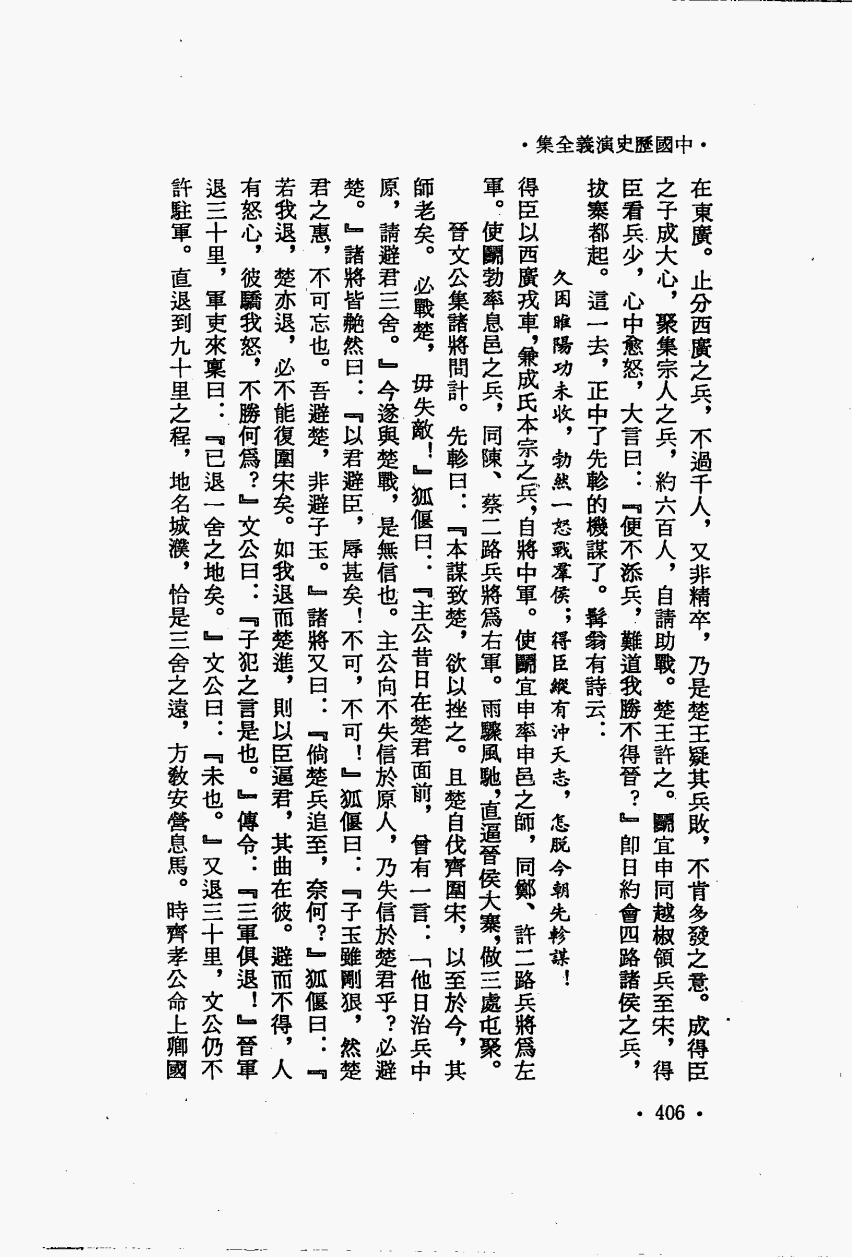 ·中國歷史演義全集·
在東廣。止分西廣之兵，不過千人，又非精卒，乃是楚王疑其兵敗，不肯多發之意。成得臣
之子成大心，聚集宗人之兵，約六百人，自請助戰。楚王許之。鬭宜申同越椒領兵至宋，得
臣看兵少，心中愈怒，大言曰：『便不添兵，難道我勝不得晉？』卽日約會四路諸侯之兵，
拔寨都起。這一去，正中了先軫的機謀了。髯翁有詩云：
久困睢陽功未收，勃然一怒戰羣侯；得臣縱有沖天志，怎脫今朝先軫謀！
得臣以西廣戎車，兼成氏本宗之兵，自將中軍。使鬭宜申率申邑之師，同鄭、許二路兵將爲左
軍。使鬭勃率息邑之兵，同陳、蔡二路兵將爲右軍。雨驟風馳，直逼晉侯大寨，做三處屯聚。
晉文公集諸將問計。先軫曰：『本謀致楚，欲以挫之。且楚自伐齊圍宋，以至於今，其
師老矣。必戰楚，毋失敵！』狐偃曰：『主公昔日在楚君面前，曾有一言：「他日治兵中
原，請避君三舍。』今遂與楚戰，是無信也。主公向不失信於原人，乃失信於楚君乎？必避
楚。』諸將皆艴然曰：『以君避臣，辱甚矣！不可，不可！』狐偃曰：『子玉雖剛狠，然楚
君之惠，不可忘也。吾避楚，非避子玉。』諸將又曰：『倘楚兵追至，奈何？』狐偃曰：『
若我退，楚亦退，必不能復圍宋矣。如我退而楚進，則以臣逼君，其曲在彼。避而不得，人
有怒心，彼驕我怒，不勝何爲？』文公曰：『子犯之言是也。』傳令：『三軍俱退！』晉軍
退三十里，軍吏來稟曰：『已退一舍之地矣。』文公曰：『未也。』又退三十里，文公仍不
許駐軍。直退到九十里之程，地名城濮，恰是三舍之遠，方敎安營息馬。時齊孝公命上卿國
·406·